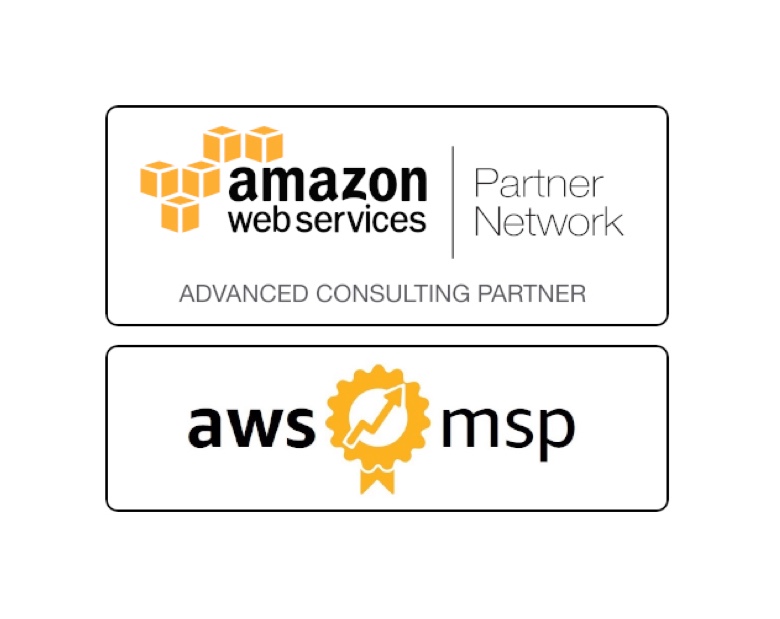 amazon
web services
Partner
Network
ADVANCED CONSULTING PARTNER
aws msp